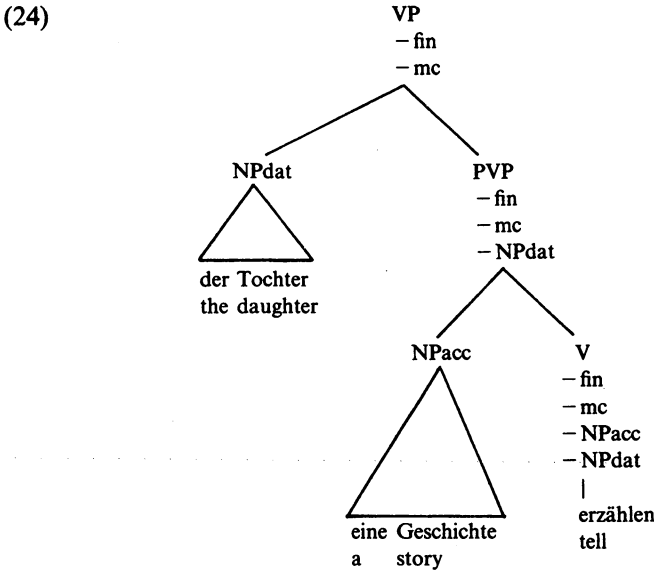 (24)
VP
– fin
– mc
NPdat
PVP
– fin
– mc
– NPdat
der Tochter
the daughter
NPacc
V
– fin
– mc
– NPacc
– NPdat
eine Geschichte
a story
erzählen
tell